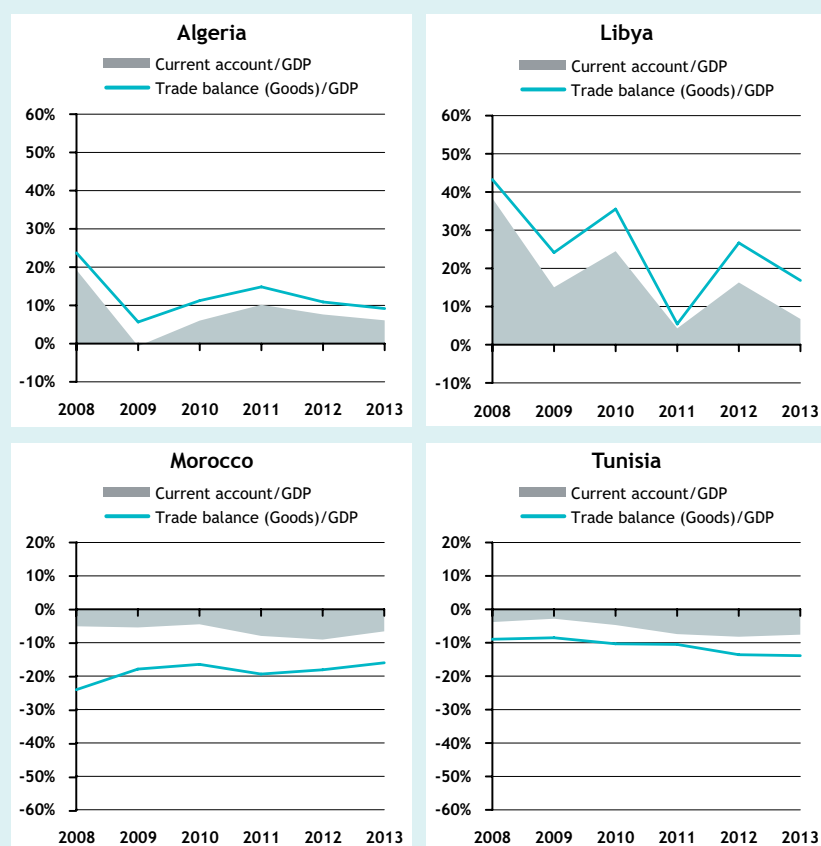 Algeria
Current account/GDP
Trade balance (Goods)/GDP
60%
50%
40%
30%
20%
10%
0%
-10%
2008 2009 2010 2011 2012 2013
Libya
Current account/GDP
Trade balance (Goods)/GDP
60%
50%
40%
30%
20%
10%
0%
-10%
2008 2009 2010 2011 2012 2013
Morocco
Current account/GDP
Trade balance (Goods)/GDP
20%
10%
0%
-10%
-20%
-30%
-40%
-50%
-60%
2008 2009 2010 2011 2012 2013
Tunisia
Current account/GDP
Trade balance (Goods)/GDP
20%
10%
0%
-10%
-20%
-30%
-40%
-50%
-60%
2008 2009 2010 2011 2012 2013